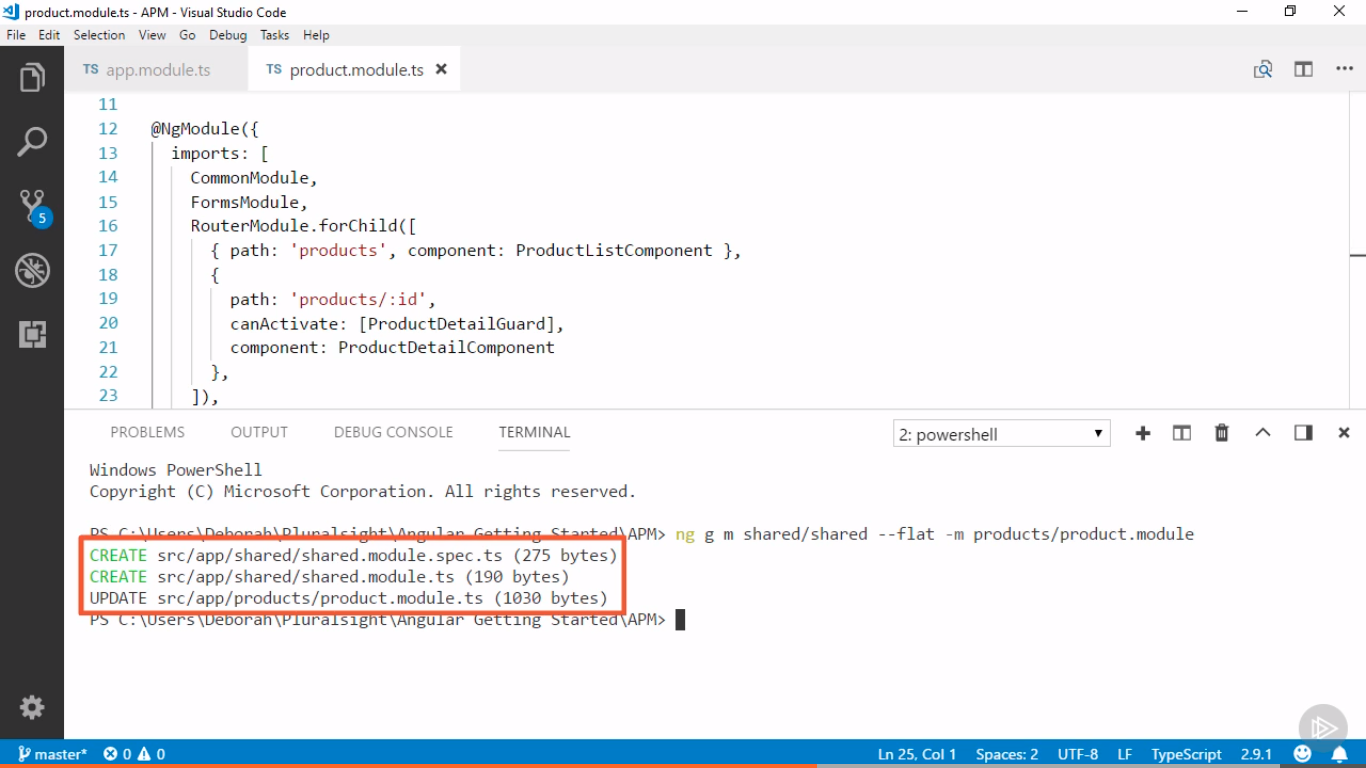 product.module.ts - APM - Visual Studio Code
File Edit Selection View Go Debug Tasks Help
TS app.module.ts
TS product.module.ts
11
12 @NgModule({
13 imports: [
14 CommonModule,
15 FormsModule,
16 RouterModule.forChild([
17 { path: 'products', component: ProductListComponent },
18 {
19 path: 'products/:id',
20 canActivate: [ProductDetailGuard],
21 component: ProductDetailComponent
22 },
23 ]),
5
PROBLEMS OUTPUT DEBUG CONSOLE TERMINAL 2: powershell
Windows PowerShell
Copyright (C) Microsoft Corporation. All rights reserved.
PS C:\Users\Deborah\Pluralsight\Angular Getting Started\APM> ng g m shared/shared --flat -m products/product.module
CREATE src/app/shared/shared.module.spec.ts (275 bytes)
CREATE src/app/shared/shared.module.ts (190 bytes)
UPDATE src/app/products/product.module.ts (1030 bytes)
PS C:\Users\Deborah\Pluralsight\Angular Getting Started\APM>
master* 0 0 Ln 25, Col 1 Spaces: 2 UTF-8 LF TypeScript 2.9.1